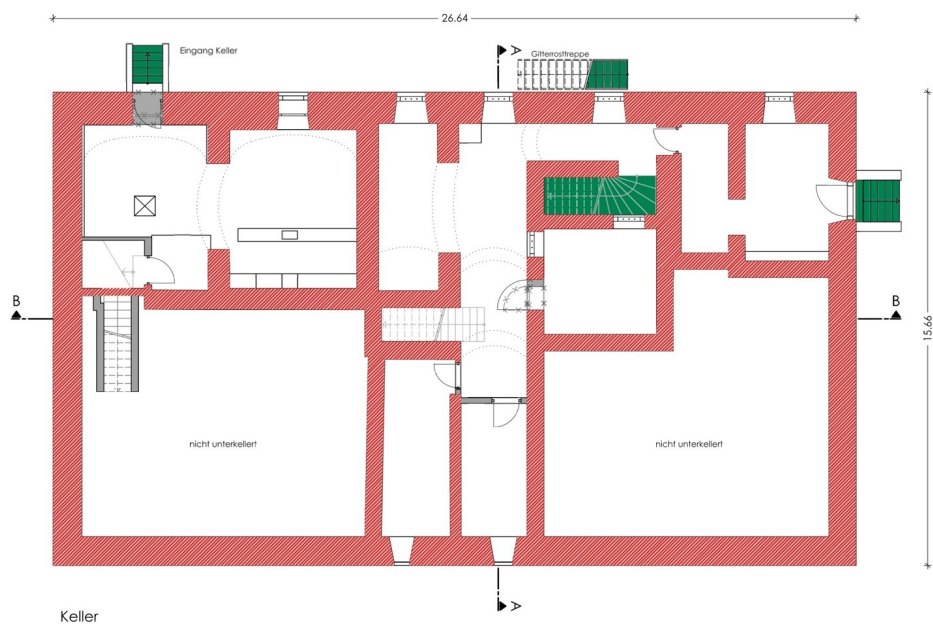 26.64
Eingang Keller
A
Gitterrosttreppe
B
B
15.66
nicht unterkellert
nicht unterkellert
A
Keller